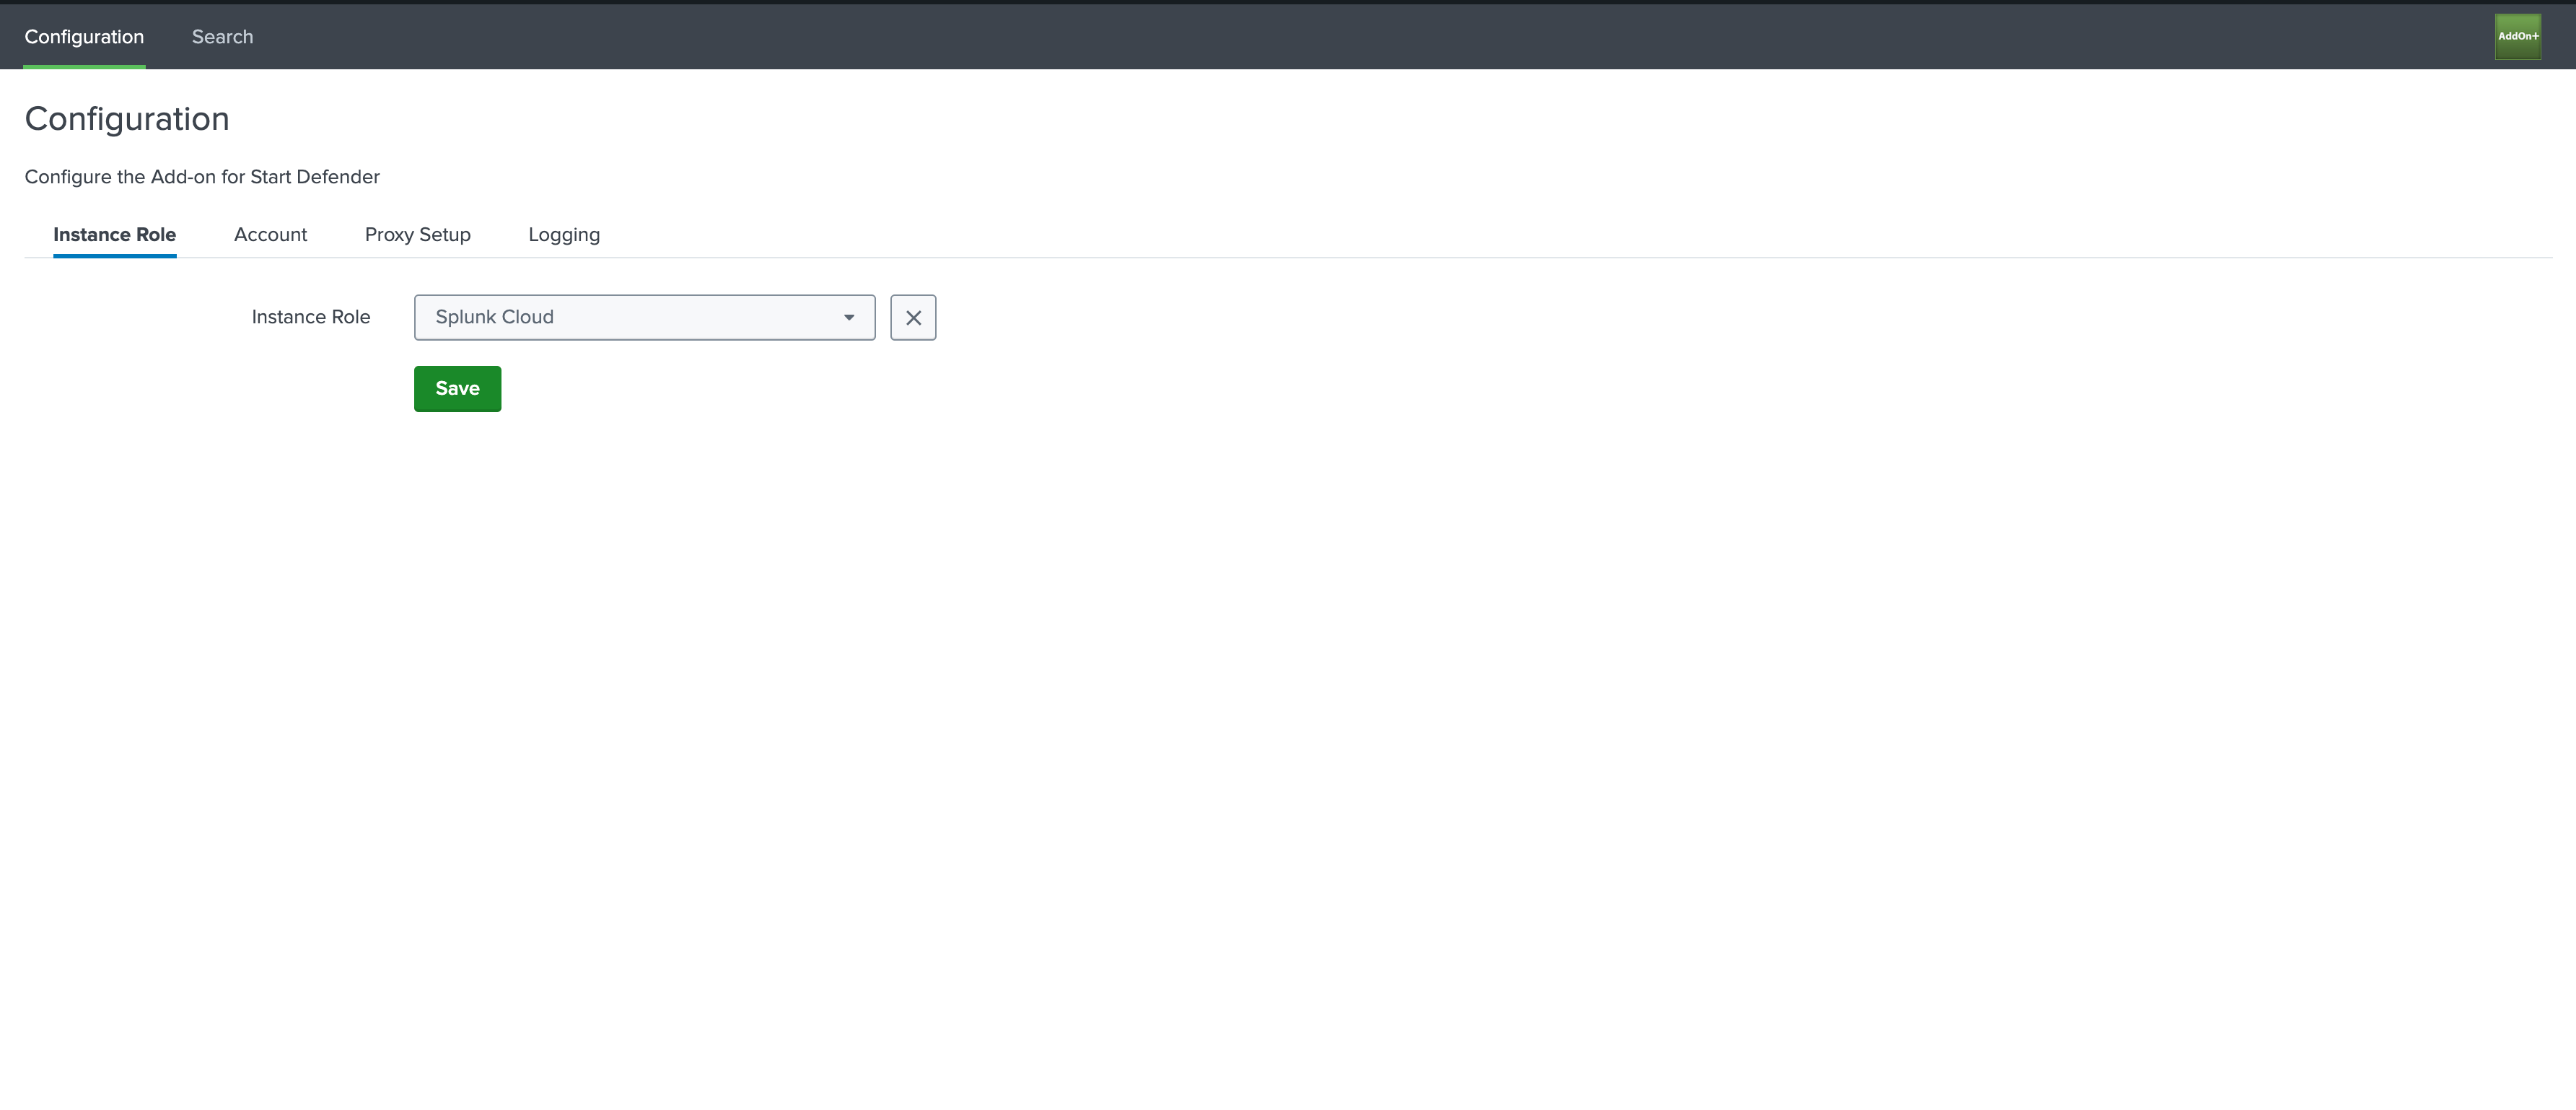 Configuration Search AddOn+
Configuration
Configure the Add-on for Start Defender
Instance Role Account Proxy Setup Logging
Instance Role Splunk Cloud
Save